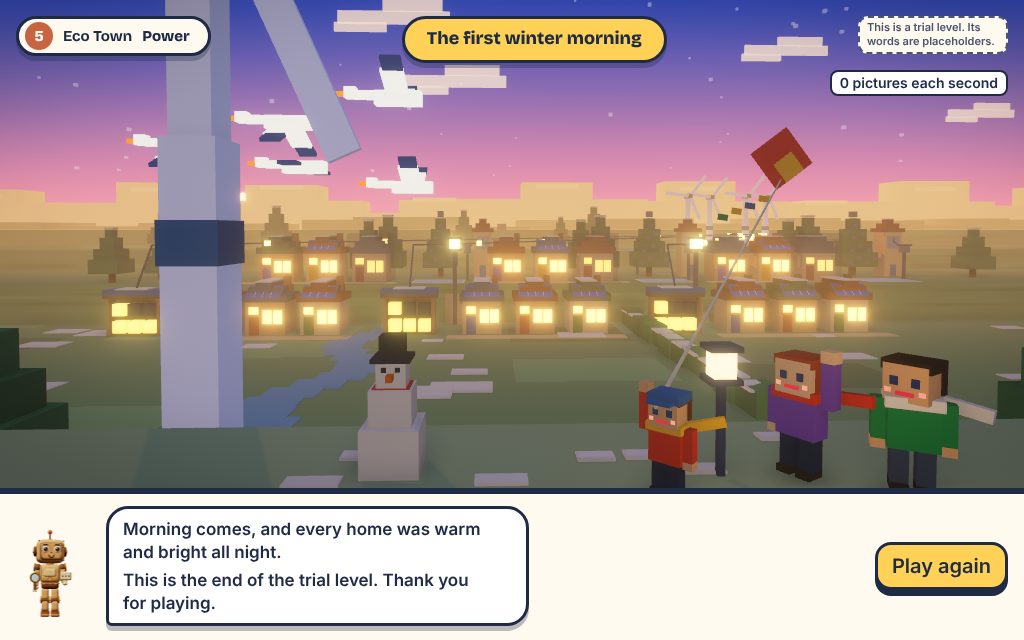 5 Eco Town Power
The first winter morning
This is a trial level. Its
words are placeholders.
0 pictures each second
Morning comes, and every home was warm
and bright all night.
This is the end of the trial level. Thank you
for playing.
Play again